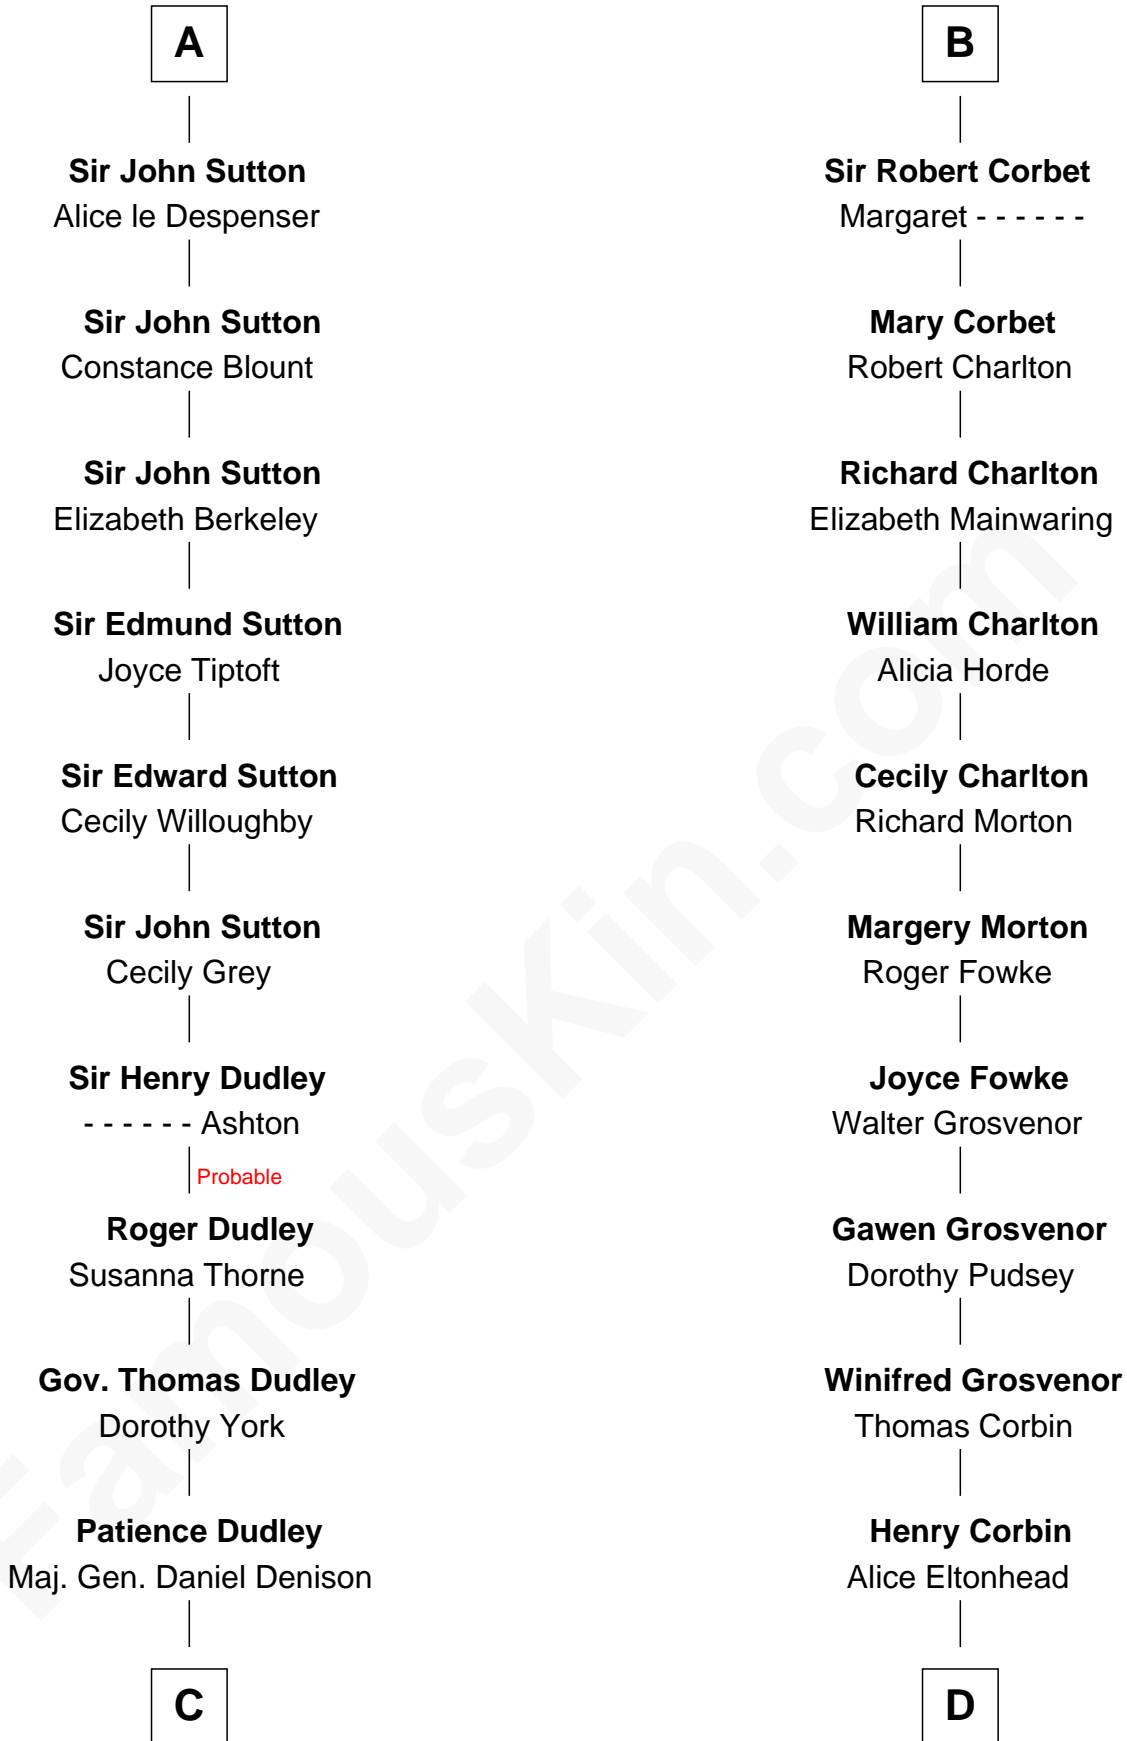 A
Sir John Sutton
Alice le Despenser
Sir John Sutton
Constance Blount
Sir John Sutton
Elizabeth Berkeley
Sir Edmund Sutton
Joyce Tiptoft
Sir Edward Sutton
Cecily Willoughby
Sir John Sutton
Cecily Grey
Sir Henry Dudley
- - - - - - Ashton
Probable
Roger Dudley
Susanna Thorne
Gov. Thomas Dudley
Dorothy York
Patience Dudley
Maj. Gen. Daniel Denison
C
B
Sir Robert Corbet
Margaret - - - - - -
Mary Corbet
Robert Charlton
Richard Charlton
Elizabeth Mainwaring
William Charlton
Alicia Horde
Cecily Charlton
Richard Morton
Margery Morton
Roger Fowke
Joyce Fowke
Walter Grosvenor
Gawen Grosvenor
Dorothy Pudsey
Winifred Grosvenor
Thomas Corbin
Henry Corbin
Alice Eltonhead
D
FamousKin.com